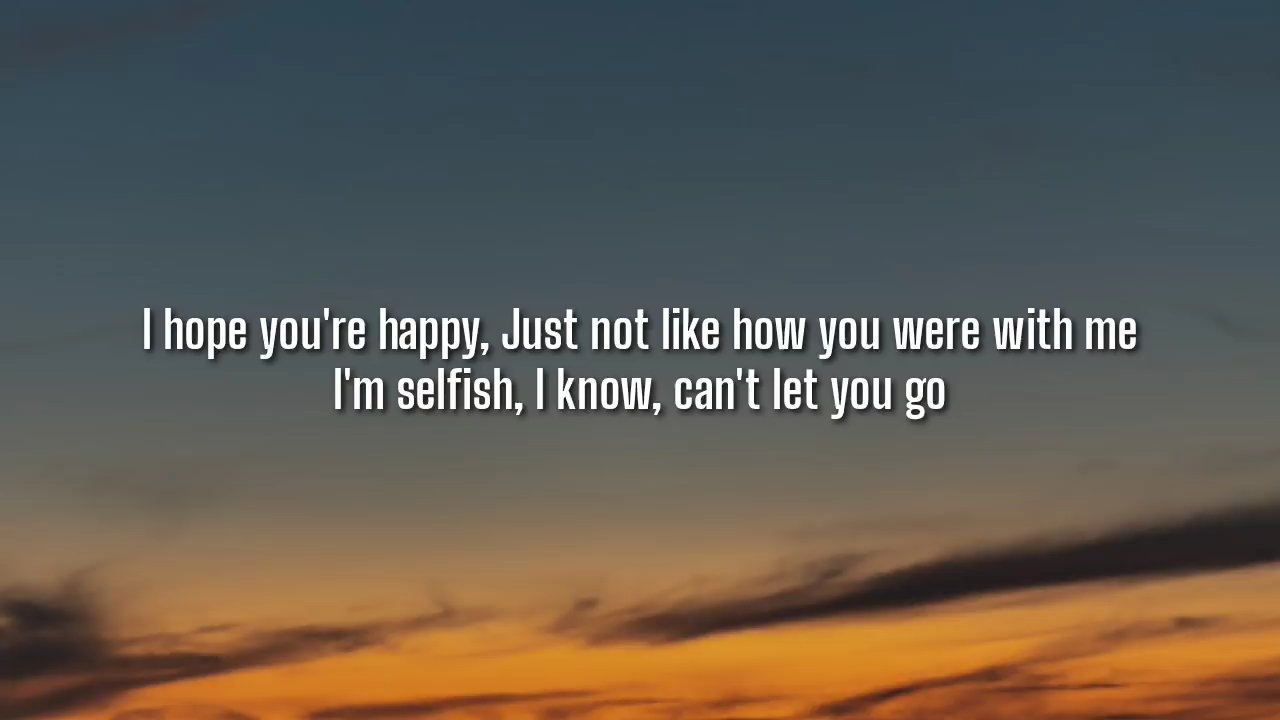 I hope you're happy, Just not like how you were with me
I'm selfish, I know, can't let you go